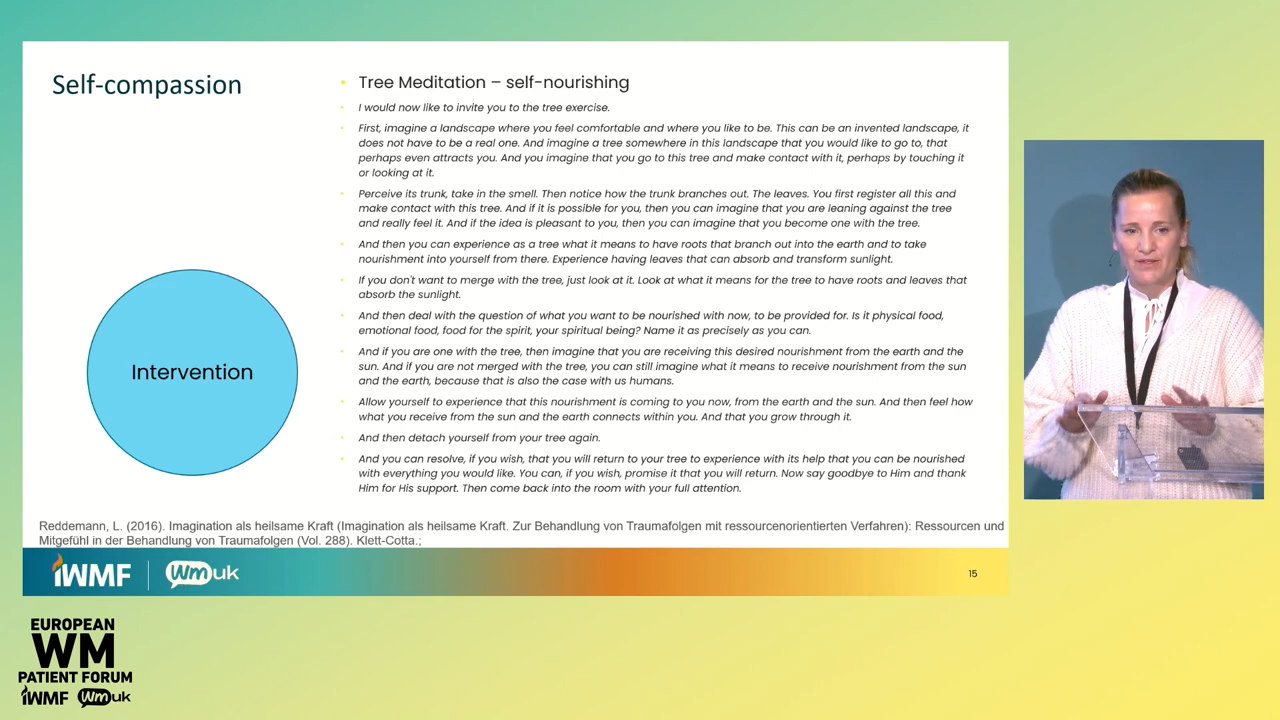 Self-compassion
Tree Meditation – self-nourishing
I would now like to invite you to the tree exercise.
First, imagine a landscape where you feel comfortable and where you like to be. This can be an invented landscape, it
does not have to be a real one. And imagine a tree somewhere in this landscape that you would like to go to, that
perhaps even attracts you. And you imagine that you go to this tree and make contact with it, perhaps by touching it
or looking at it.
Perceive its trunk, take in the smell. Then notice how the trunk branches out. The leaves. You first register all this and
make contact with this tree. And if it is possible for you, then you can imagine that you are leaning against the tree
and really feel it. And if the idea is pleasant to you, then you can imagine that you become one with the tree.
And then you can experience as a tree what it means to have roots that branch out into the earth and to take
nourishment into yourself from there. Experience having leaves that can absorb and transform sunlight.
If you don't want to merge with the tree, just look at it. Look at what it means for the tree to have roots and leaves that
absorb the sunlight.
And then deal with the question of what you want to be nourished with now, to be provided for. Is it physical food,
emotional food, food for the spirit, your spiritual being? Name it as precisely as you can.
And if you are one with the tree, then imagine that you are receiving this desired nourishment from the earth and the
sun. And if you are not merged with the tree, you can still imagine what it means to receive nourishment from the sun
and the earth, because that is also the case with us humans.
Allow yourself to experience that this nourishment is coming to you now, from the earth and the sun. And then feel how
what you receive from the sun and the earth connects within you. And that you grow through it.
And then detach yourself from your tree again.
And you can resolve, if you wish, that you will return to your tree to experience with its help that you can be nourished
with everything you would like. You can, if you wish, promise it that you will return. Now say goodbye to Him and thank
Him for His support. Then come back into the room with your full attention.
Intervention
Reddemann, L. (2016). Imagination als heilsame Kraft (Imagination als heilsame Kraft. Zur Behandlung von Traumafolgen mit ressourcenorientierten Verfahren): Ressourcen und
Mitgefühl in der Behandlung von Traumafolgen (Vol. 288). Klett-Cotta.;
iWMF
Wmuk
15
EUROPEAN
WM
PATIENT FORUM
iWMF Wmuk